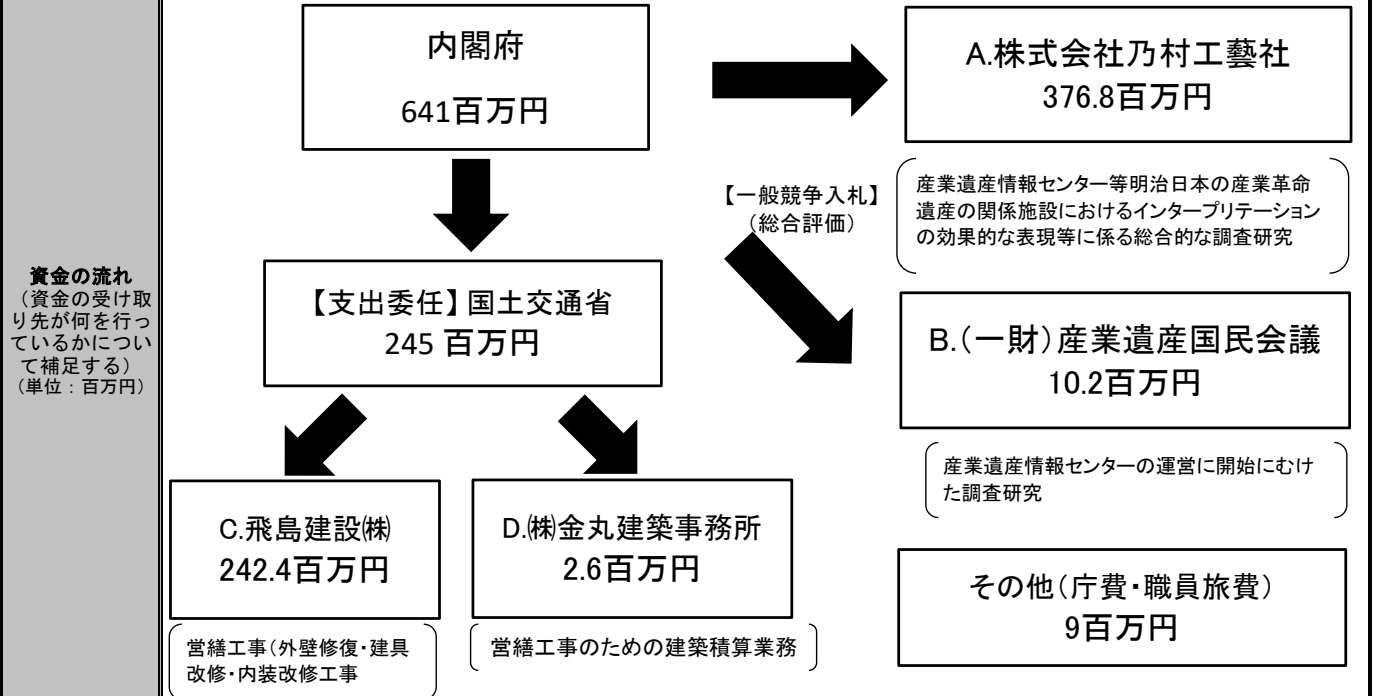 資金の流れ
（資金の受け取
り先が何を行っ
ているかについ
て補足する）
（単位：百万円）
内閣府
641百万円
A.株式会社乃村工藝社
376.8百万円
産業遺産情報センター等明治日本の産業革命
遺産の関係施設におけるインタープリテーション
の効果的な表現等に係る総合的な調査研究
【一般競争入札】
（総合評価）
【支出委任】国土交通省
245 百万円
B.（一財）産業遺産国民会議
10.2百万円
産業遺産情報センターの運営に開始にむけ
た調査研究
C.飛島建設㈱
242.4百万円
営繕工事（外壁修復・建具
改修・内装改修工事
D.㈱金丸建築事務所
2.6百万円
営繕工事のための建築積算業務
その他（庁費・職員旅費）
9百万円